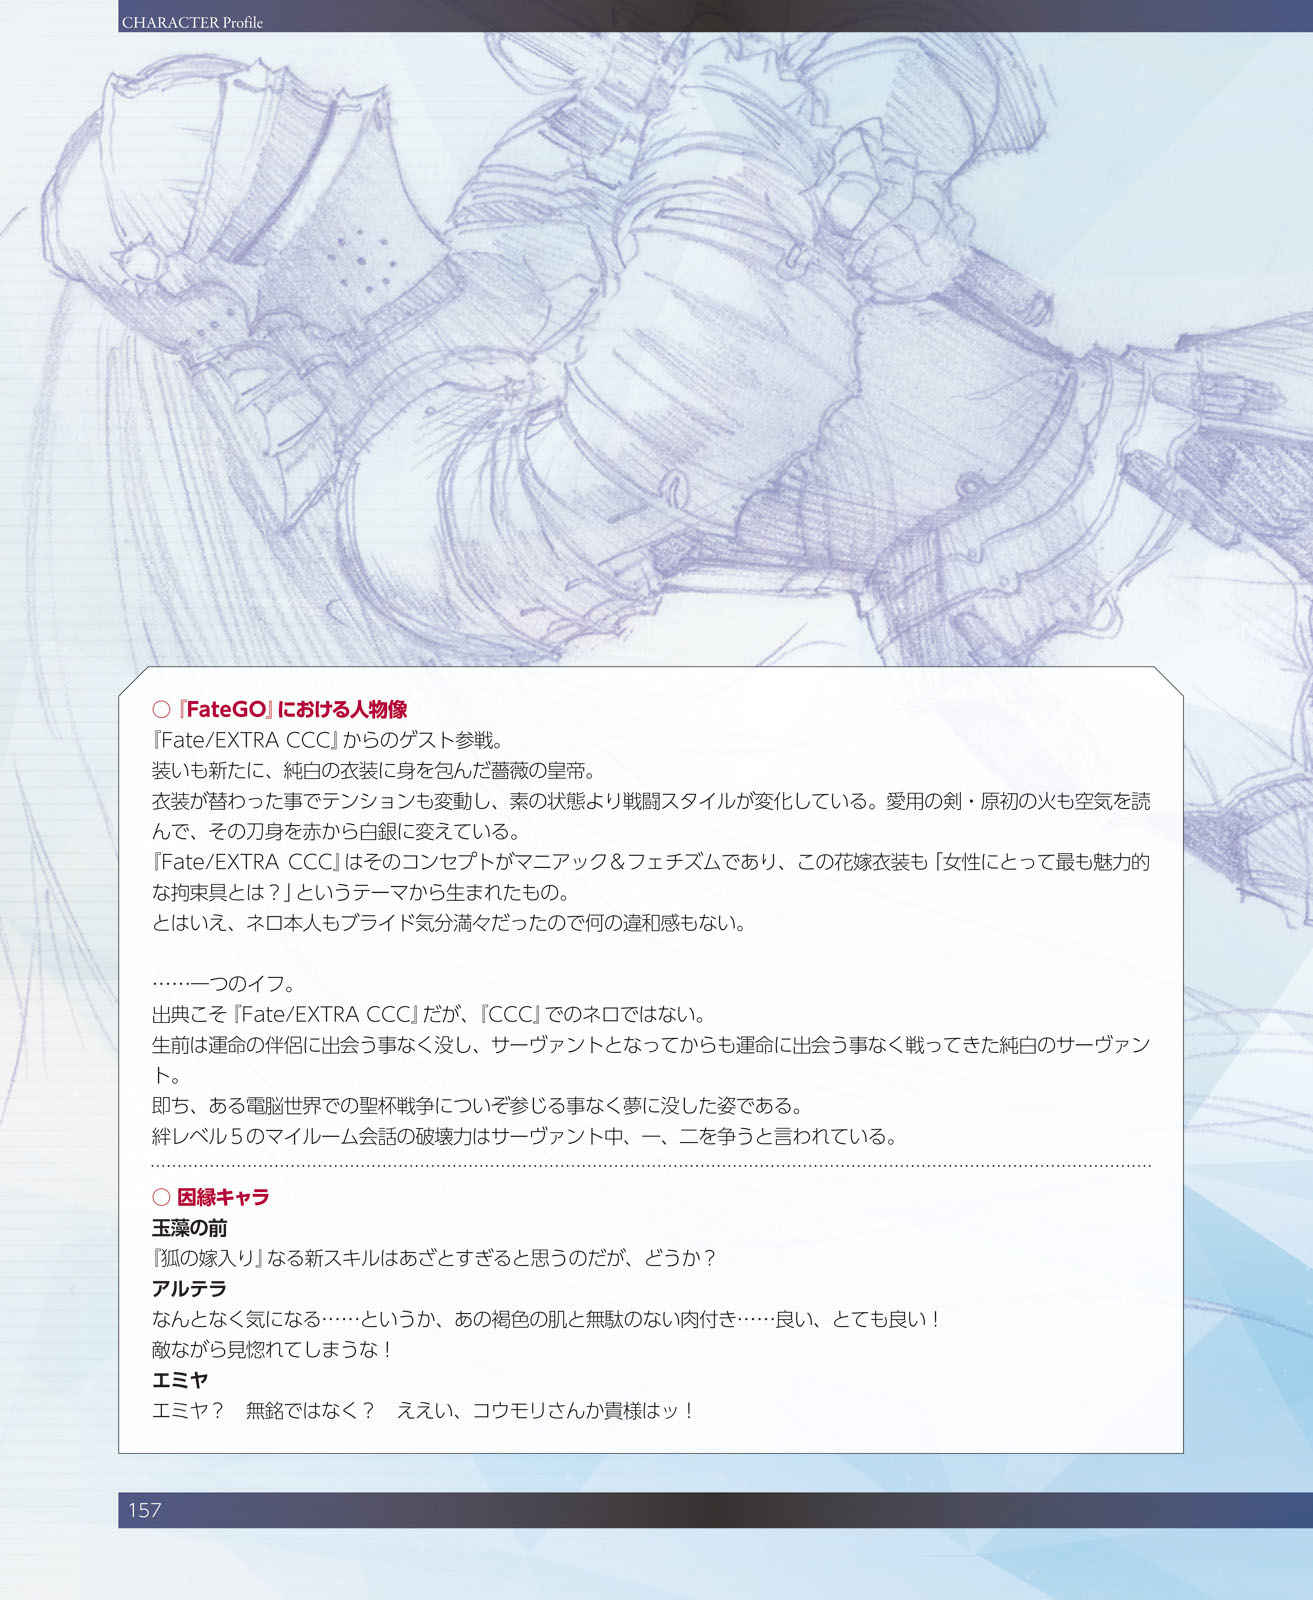 CHARACTER Profile
○ 『FateGO』における人物像
『Fate/EXTRA CCC』からのゲスト参戦。
装いも新たに、純白の衣装に身を包んだ薔薇の皇帝。
衣装が替わった事でテンションも変動し、素の状態より戦闘スタイルが変化している。愛用の剣・原初の火も空気を読
んで、その刀身を赤から白銀に変えている。
『Fate/EXTRA CCC』はそのコンセプトがマニアック＆フェチズムであり、この花嫁衣装も「女性にとって最も魅力的
な拘束具とは？」というテーマから生まれたもの。
とはいえ、ネロ本人もブライド気分満々だったので何の違和感もない。
……一つのイフ。
出典こそ『Fate/EXTRA CCC』だが、『CCC』でのネロではない。
生前は運命の伴侶に出会う事なく没し、サーヴァントとなってからも運命に出会う事なく戦ってきた純白のサーヴァン
ト。
即ち、ある電脳世界での聖杯戦争についぞ参じる事なく夢に没した姿である。
絆レベル５のマイルーム会話の破壊力はサーヴァント中、一、二を争うと言われている。
○ 因縁キャラ
玉藻の前
『狐の嫁入り』なる新スキルはあざとすぎると思うのだが、どうか？
アルテラ
なんとなく気になる……というか、あの褐色の肌と無駄のない肉付き……良い、とても良い！
敵ながら見惚れてしまうな！
エミヤ
エミヤ？　無銘ではなく？　ええい、コウモリさんか貴様はッ！
157